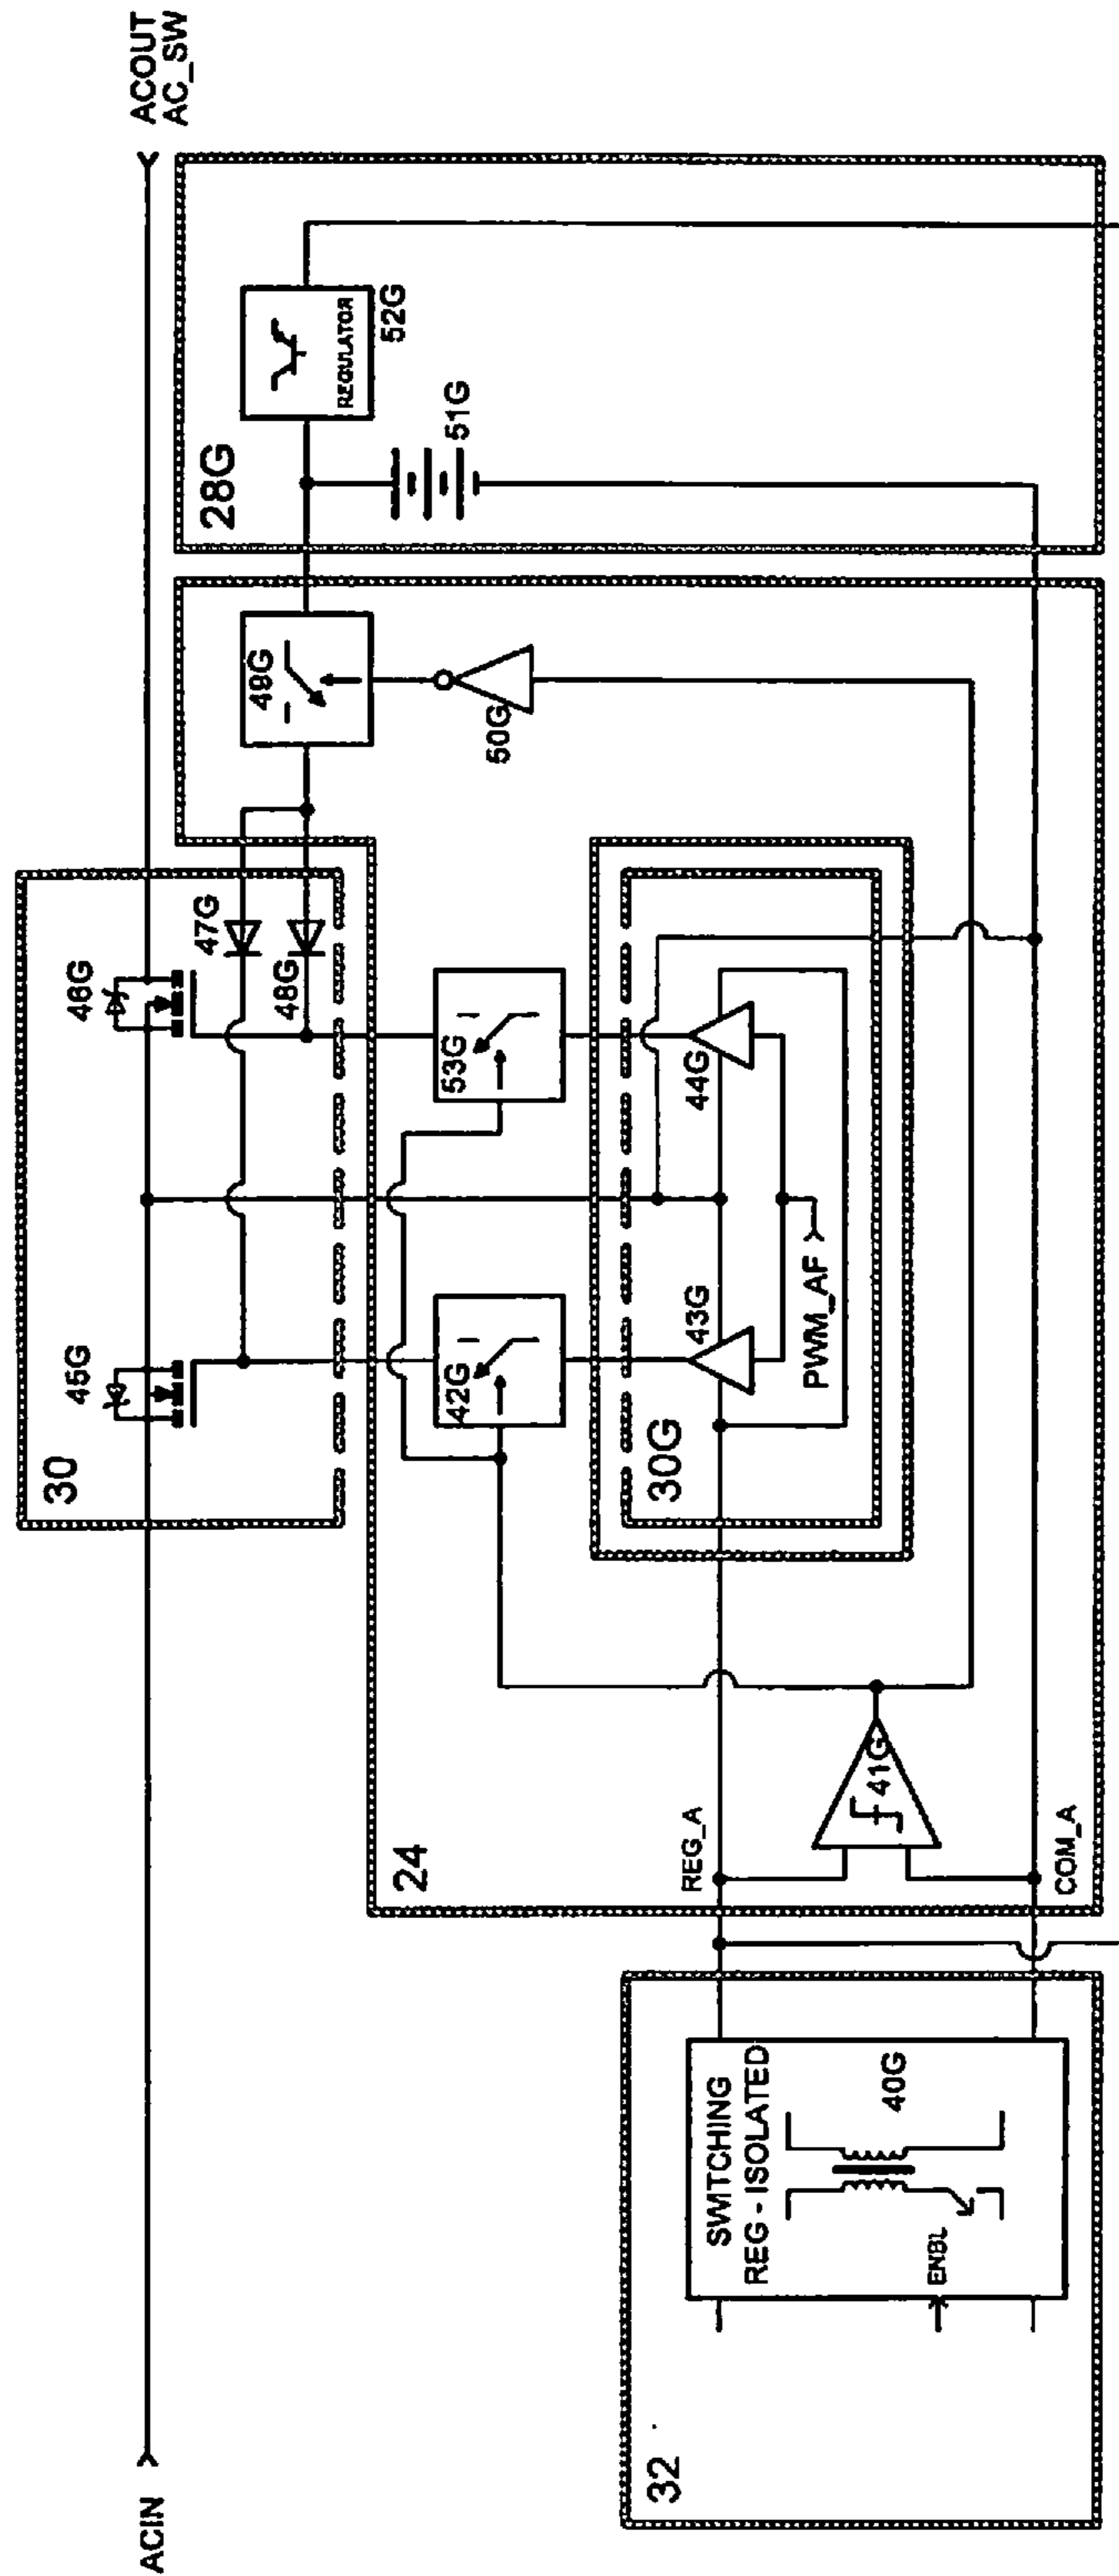 ACIN
ACOUT
AC_SW
30
45G
46G
47G
48G
49G
50G
28G
REGULATOR
52G
51G
24
42G
53G
30G
43G
44G
PWM_AF
REG_A
41G
COM_A
32
SWITCHING
REG - ISOLATED
40G
ENBL